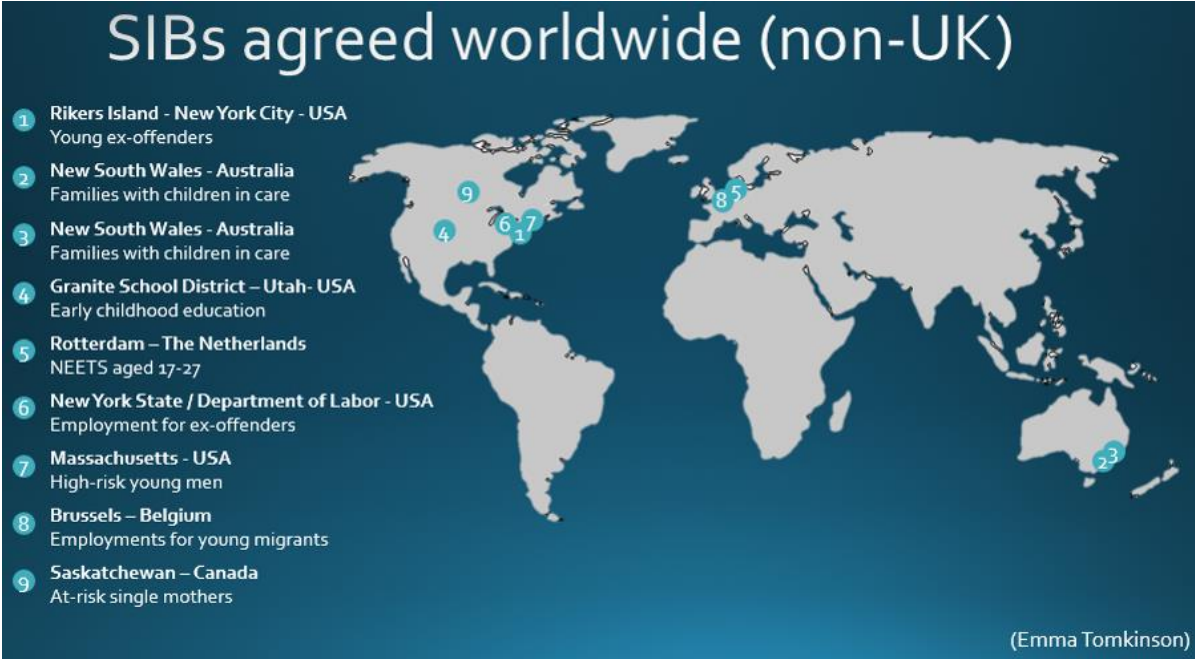 SIBs agreed worldwide (non-UK)
1 Rikers Island - New York City - USA
Young ex-offenders
2 New South Wales - Australia
Families with children in care
3 New South Wales - Australia
Families with children in care
4 Granite School District – Utah- USA
Early childhood education
5 Rotterdam – The Netherlands
NEETS aged 17-27
6 New York State / Department of Labor - USA
Employment for ex-offenders
7 Massachusetts - USA
High-risk young men
8 Brussels – Belgium
Employments for young migrants
9 Saskatchewan – Canada
At-risk single mothers
9
4
6
1
7
8
5
2
3
(Emma Tomkinson)